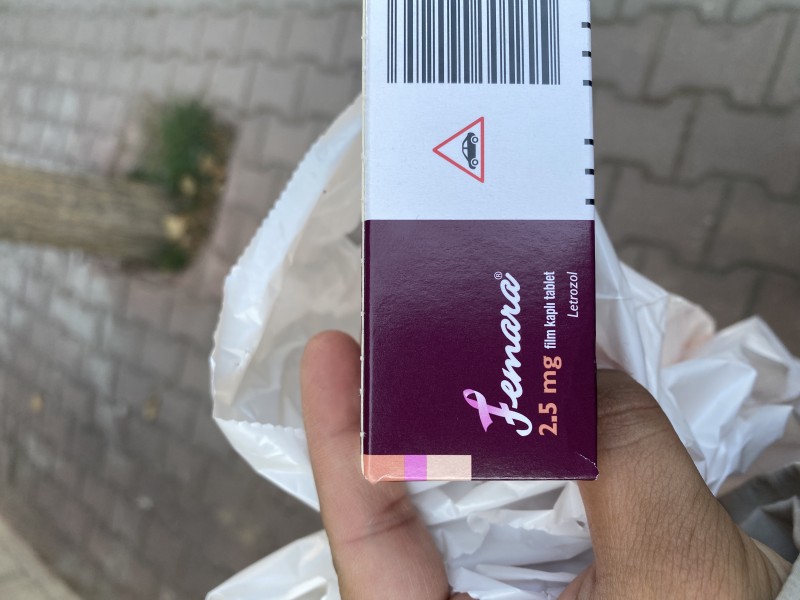 Femara®
2.5 mg film kaplı tablet
Letrozol